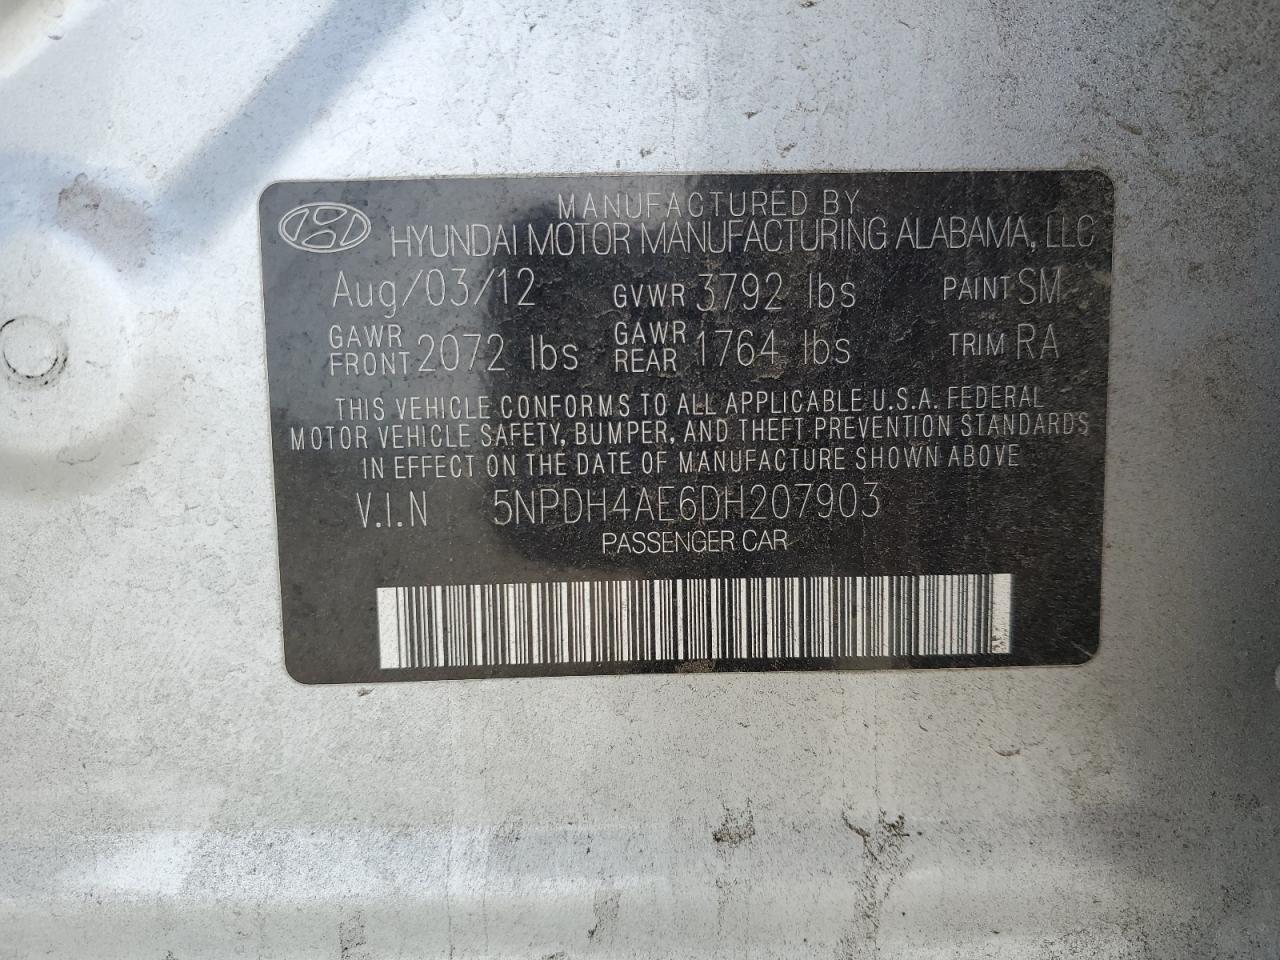 MANUFACTURED BY
HYUNDAI MOTOR MANUFACTURING ALABAMA, LLC
Aug/03/12 GVWR 3792 lbs PAINT SM
GAWR FRONT 2072 lbs GAWR REAR 1764 lbs TRIM RA
THIS VEHICLE CONFORMS TO ALL APPLICABLE U.S.A. FEDERAL
MOTOR VEHICLE SAFETY, BUMPER, AND THEFT PREVENTION STANDARDS
IN EFFECT ON THE DATE OF MANUFACTURE SHOWN ABOVE
V.I.N 5NPDH4AE6DH207903
PASSENGER CAR